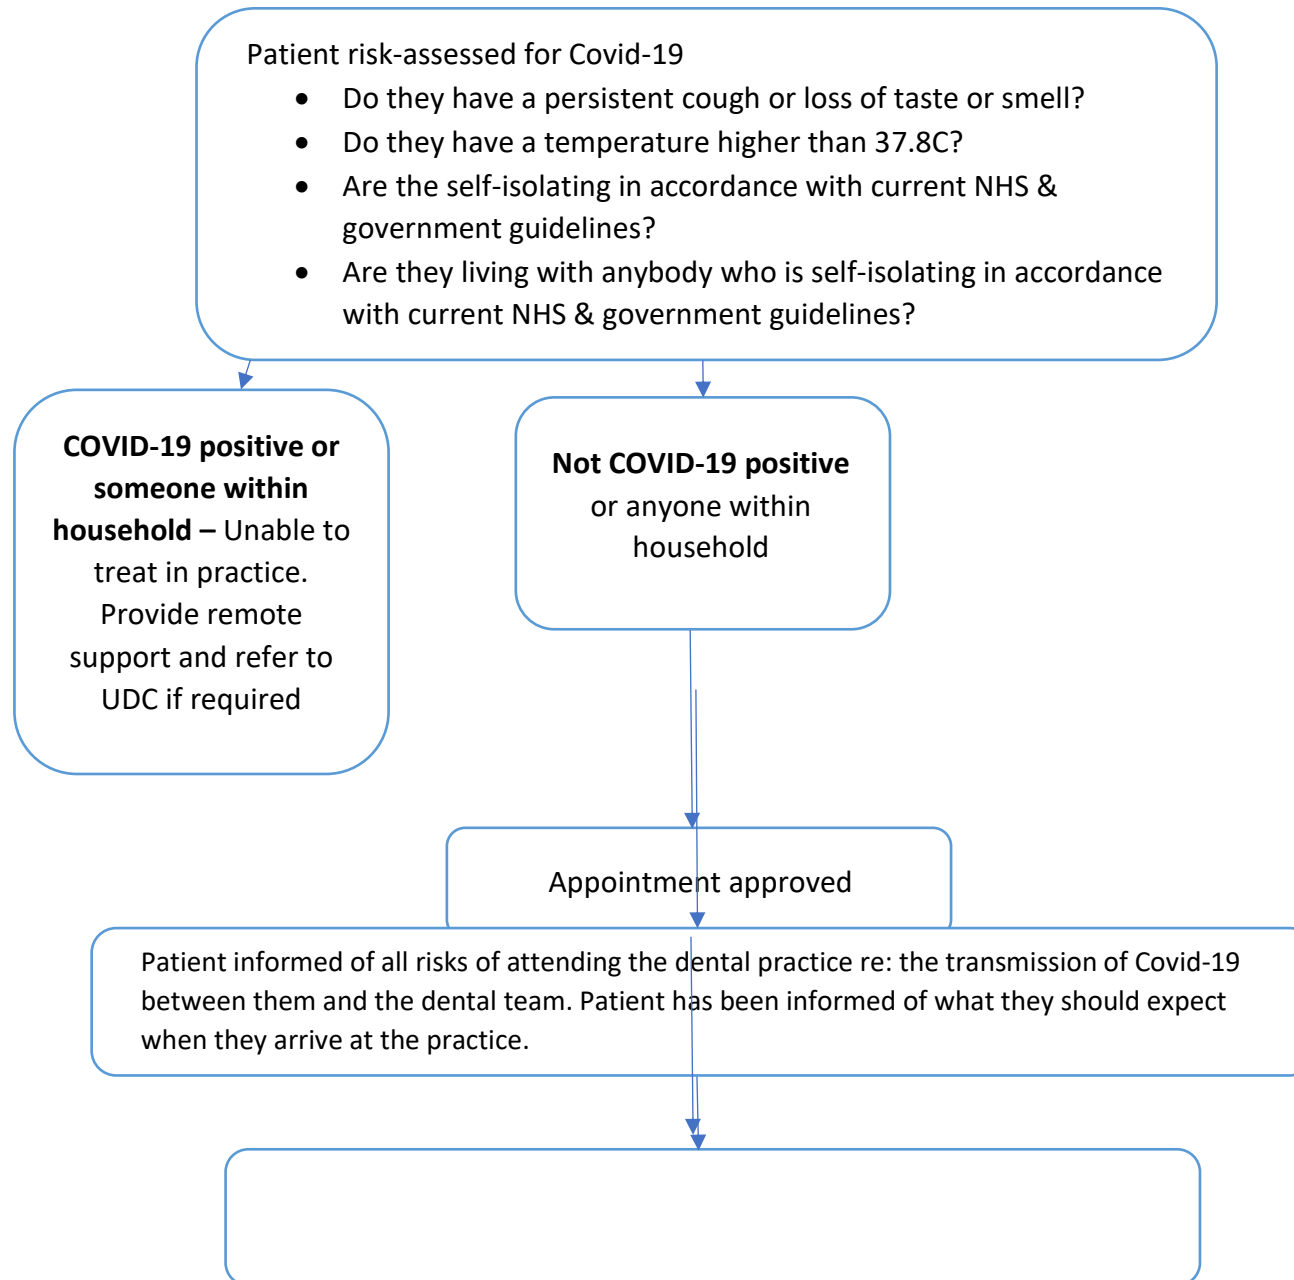 Patient risk-assessed for Covid-19
• Do they have a persistent cough or loss of taste or smell?
• Do they have a temperature higher than 37.8C?
• Are the self-isolating in accordance with current NHS &
government guidelines?
• Are they living with anybody who is self-isolating in accordance
with current NHS & government guidelines?
COVID-19 positive or
someone within
household – Unable to
treat in practice.
Provide remote
support and refer to
UDC if required
Not COVID-19 positive
or anyone within
household
Appointment approved
Patient informed of all risks of attending the dental practice re: the transmission of Covid-19
between them and the dental team. Patient has been informed of what they should expect
when they arrive at the practice.